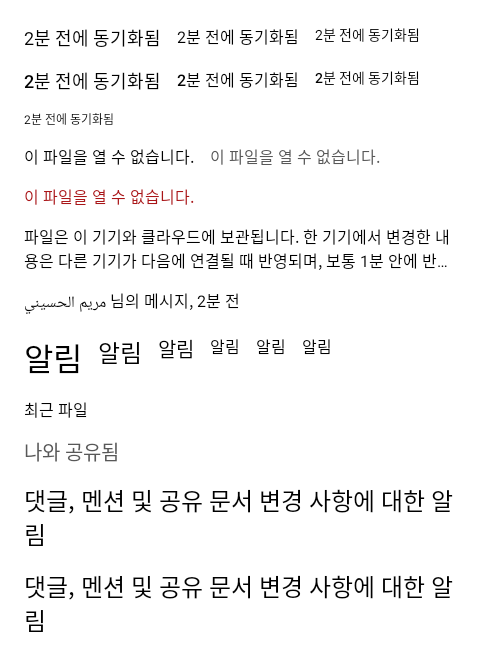 2분 전에 동기화됨 2분 전에 동기화됨 2분 전에 동기화됨
2분 전에 동기화됨 2분 전에 동기화됨 2분 전에 동기화됨
2분 전에 동기화됨
이 파일을 열 수 없습니다. 이 파일을 열 수 없습니다.
이 파일을 열 수 없습니다.
파일은 이 기기와 클라우드에 보관됩니다. 한 기기에서 변경한 내
용은 다른 기기가 다음에 연결될 때 반영되며, 보통 1분 안에 반…
مريم الحسيني 님의 메시지, 2분 전
알림 알림 알림 알림 알림 알림
최근 파일
나와 공유됨
댓글, 멘션 및 공유 문서 변경 사항에 대한 알
림
댓글, 멘션 및 공유 문서 변경 사항에 대한 알
림